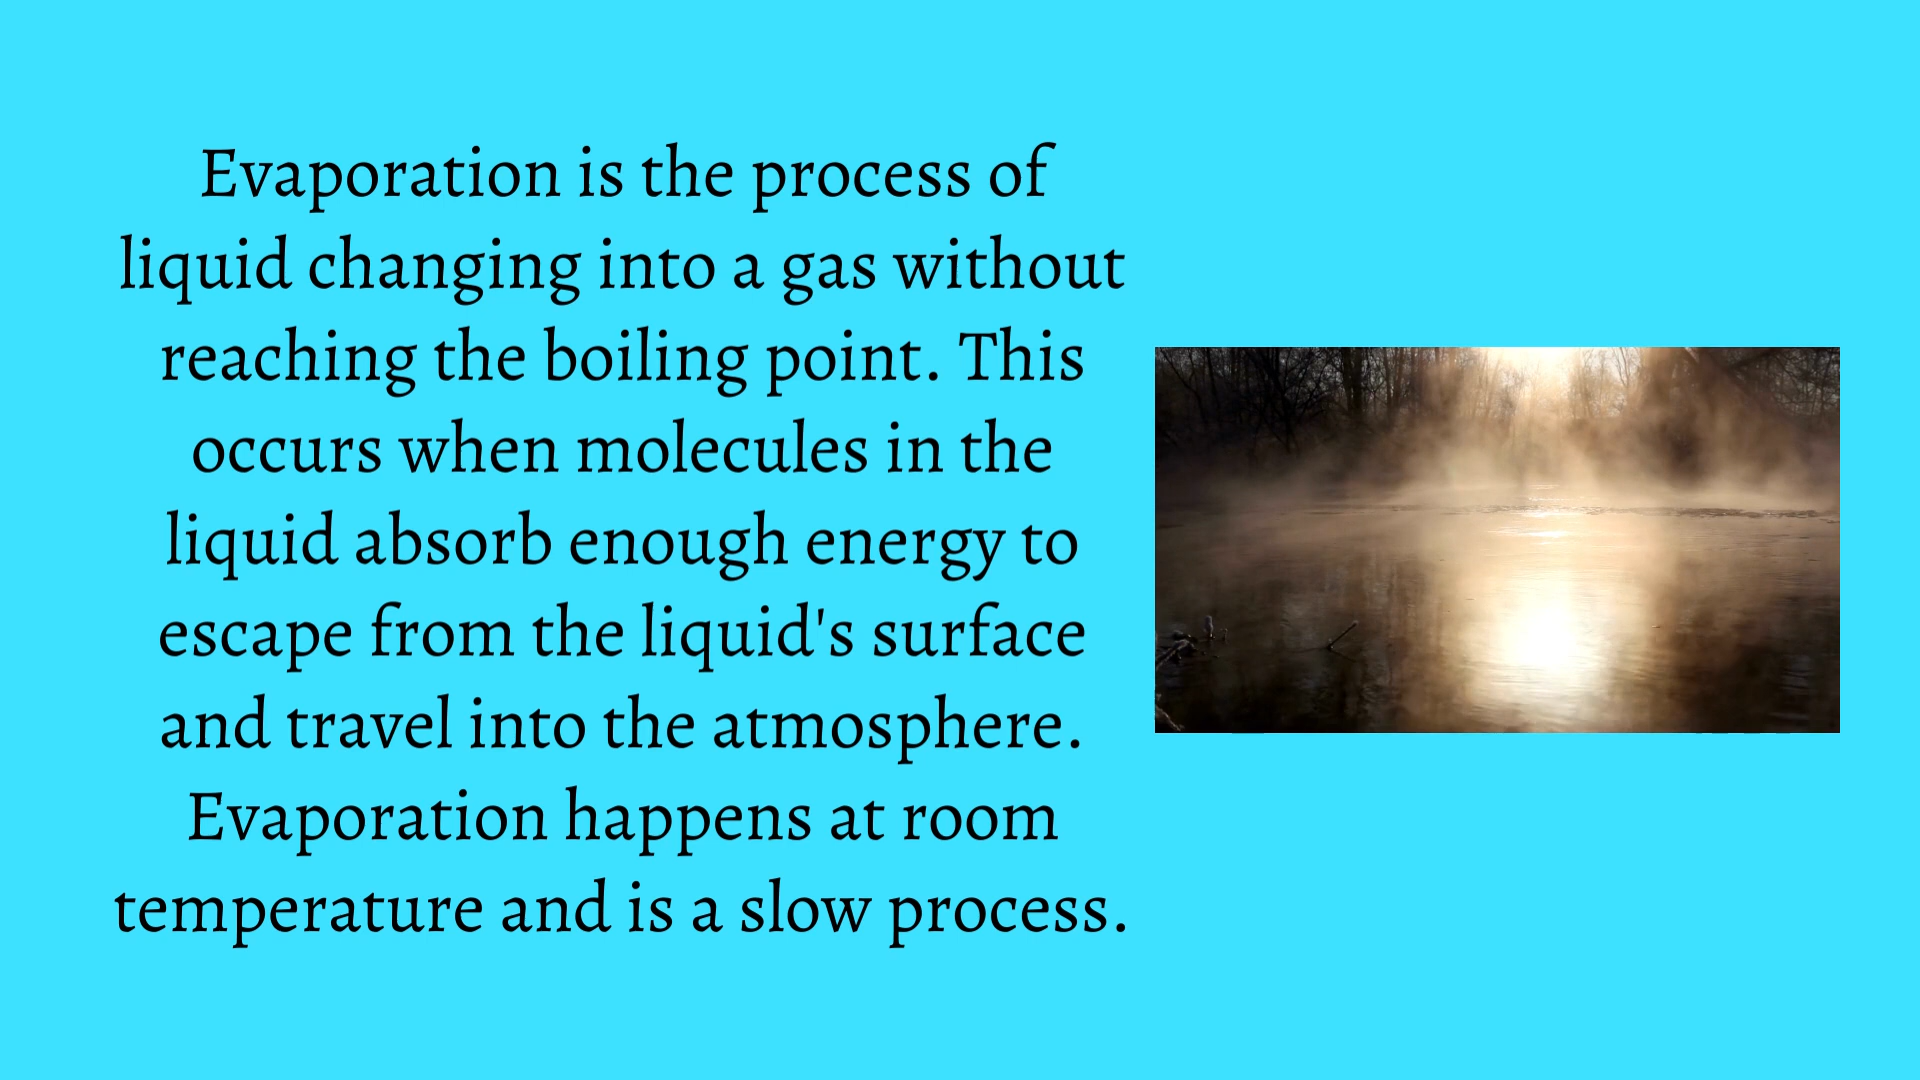 Evaporation is the process of
liquid changing into a gas without
reaching the boiling point. This
occurs when molecules in the
liquid absorb enough energy to
escape from the liquid's surface
and travel into the atmosphere.
Evaporation happens at room
temperature and is a slow process.